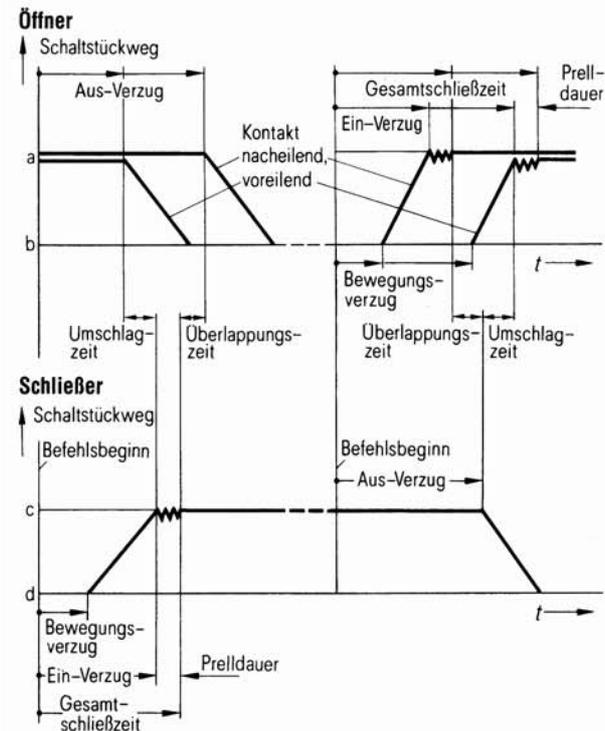 Öffner
Schaltstückweg
Aus-Verzug
Gesamtschließzeit
Prell-
dauer
Ein-Verzug
Kontakt
nacheilend,
voreilend
a
b
t
Bewegungs-
verzug
Umschlag-
zeit
Überlappungs-
zeit
Überlappungs-
zeit
Umschlag-
zeit
Schließer
Schaltstückweg
Befehlsbeginn
Befehlsbeginn
Aus-Verzug
c
d
t
Bewegungs-
verzug
Ein-Verzug
Prelldauer
Gesamt-
schließzeit